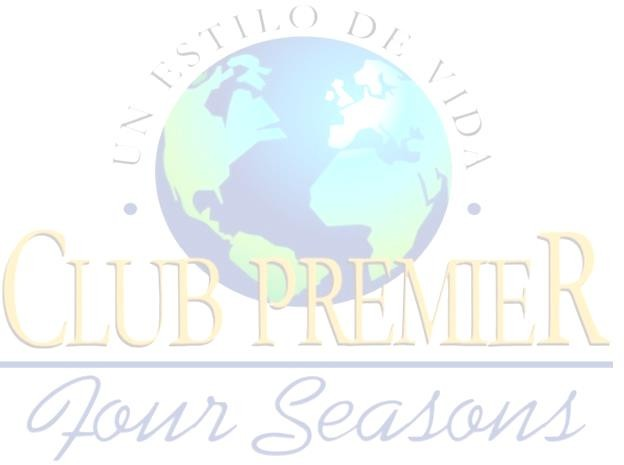 UN ESTILO DE VIDA
CLUB PREMIER
Four Seasons